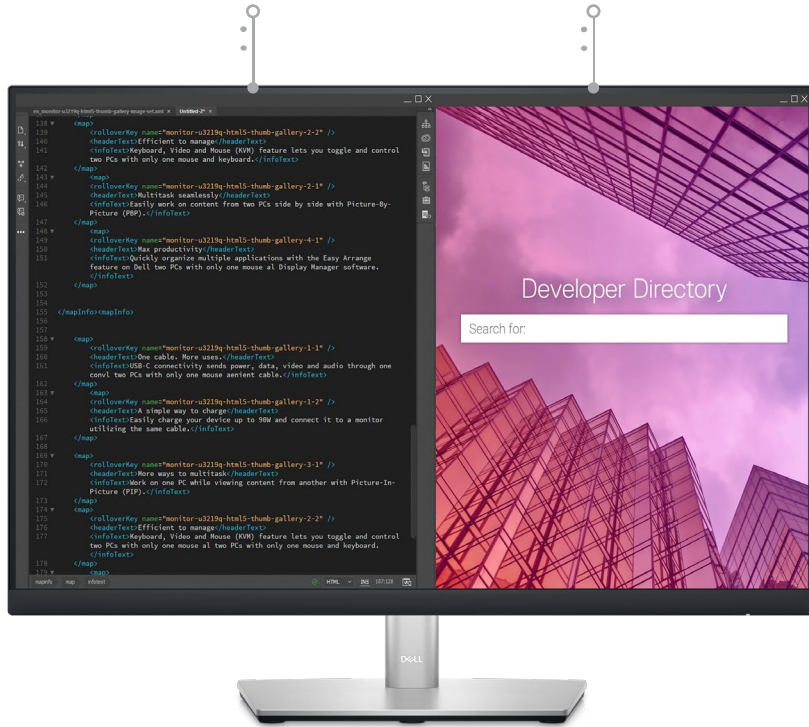 en_monitor-u3219q-html5-thumb-gallery-image-set.xml × Untitled-2* ×
138 <map>
139 <rolloverKey name="monitor-u3219q-html5-thumb-gallery-2-2" />
140 <headerText>Efficient to manage</headerText>
141 <infoText>Keyboard, Video and Mouse (KVM) feature lets you toggle and control
two PCs with only one mouse and keyboard.</infoText>
142 </map>
143 <map>
144 <rolloverKey name="monitor-u3219q-html5-thumb-gallery-2-1" />
145 <headerText>Multitask seamlessly</headerText>
146 <infoText>Easily work on content from two PCs side by side with Picture-By-
Picture (PBP).</infoText>
147 </map>
148 <map>
149 <rolloverKey name="monitor-u3219q-html5-thumb-gallery-4-1" />
150 <headerText>Max productivity</headerText>
151 <infoText>Quickly organize multiple applications with the Easy Arrange
feature on Dell two PCs with only one mouse al Display Manager software.
</infoText>
152 </map>
153
154
155 </mapInfo><mapInfo>
156
157
158 <map>
159 <rolloverKey name="monitor-u3219q-html5-thumb-gallery-1-1" />
160 <headerText>One cable. More uses.</headerText>
161 <infoText>USB-C connectivity sends power, data, video and audio through one
convl two PCs with only one mouse aenient cable.</infoText>
162 </map>
163 <map>
164 <rolloverKey name="monitor-u3219q-html5-thumb-gallery-1-2" />
165 <headerText>A simple way to charge</headerText>
166 <infoText>Easily charge your device up to 90W and connect it to a monitor
utilizing the same cable.</infoText>
167 </map>
168
169 <map>
170 <rolloverKey name="monitor-u3219q-html5-thumb-gallery-3-1" />
171 <headerText>More ways to multitask</headerText>
172 <infoText>Work on one PC while viewing content from another with Picture-In-
Picture (PIP).</infoText>
173 </map>
174 <map>
175 <rolloverKey name="monitor-u3219q-html5-thumb-gallery-2-2" />
176 <headerText>Efficient to manage</headerText>
177 <infoText>Keyboard, Video and Mouse (KVM) feature lets you toggle and control
two PCs with only one mouse al two PCs with only one mouse and keyboard.
</infoText>
178 </map>
179 <map>
mapinfo map infotext HTML INS 107:128
Developer Directory
Search for:
DELL